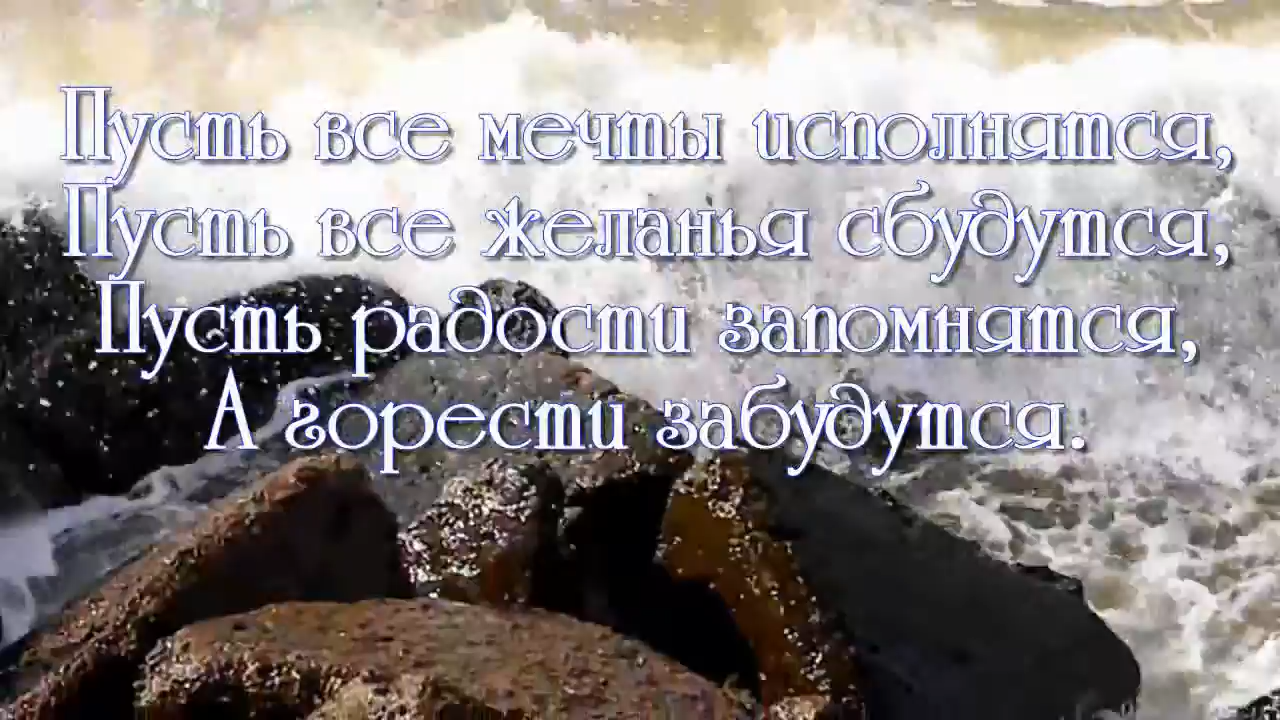 Пусть все мечты исполнятся,
Пусть все желанья сбудутся,
Пусть радости запомнятся,
А горести забудутся.